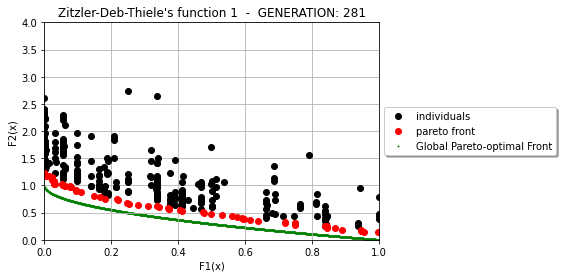 Zitzler-Deb-Thiele's function 1 - GENERATION: 281
4.0
3.5
3.0
2.5
2.0
1.5
1.0
0.5
0.0
F2(x)
0.0 0.2 0.4 0.6 0.8 1.0
F1(x)
individuals
pareto front
Global Pareto-optimal Front